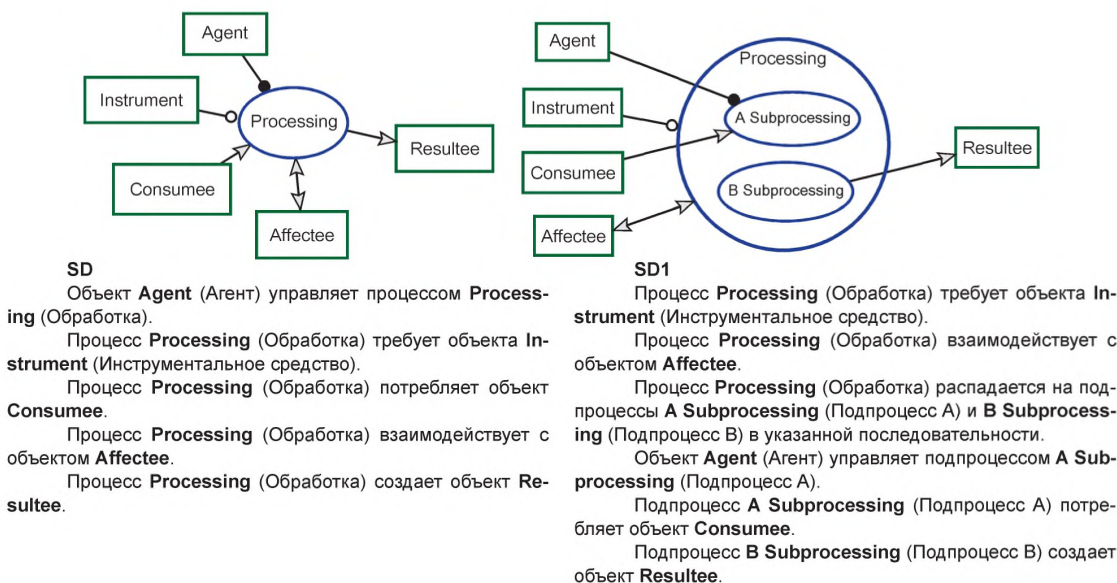 Agent
Instrument
Processing
Resultee
Consumee
Affectee
SD
Объект Agent (Агент) управляет процессом Process-
ing (Обработка).
Процесс Processing (Обработка) требует объекта In-
strument (Инструментальное средство).
Процесс Processing (Обработка) потребляет объект
Consumee.
Процесс Processing (Обработка) взаимодействует с
объектом Affectee.
Процесс Processing (Обработка) создает объект Re-
sultee.
Agent
Processing
Instrument
A Subprocessing
Resultee
Consumee
B Subprocessing
Affectee
SD1
Процесс Processing (Обработка) требует объекта In-
strument (Инструментальное средство).
Процесс Processing (Обработка) взаимодействует с
объектом Affectee.
Процесс Processing (Обработка) распадается на под-
процессы A Subprocessing (Подпроцесс А) и B Subprocess-
ing (Подпроцесс В) в указанной последовательности.
Объект Agent (Агент) управляет подпроцессом A Sub-
processing (Подпроцесс А).
Подпроцесс A Subprocessing (Подпроцесс А) потре-
бляет объект Consumee.
Подпроцесс B Subprocessing (Подпроцесс В) создает
объект Resultee.